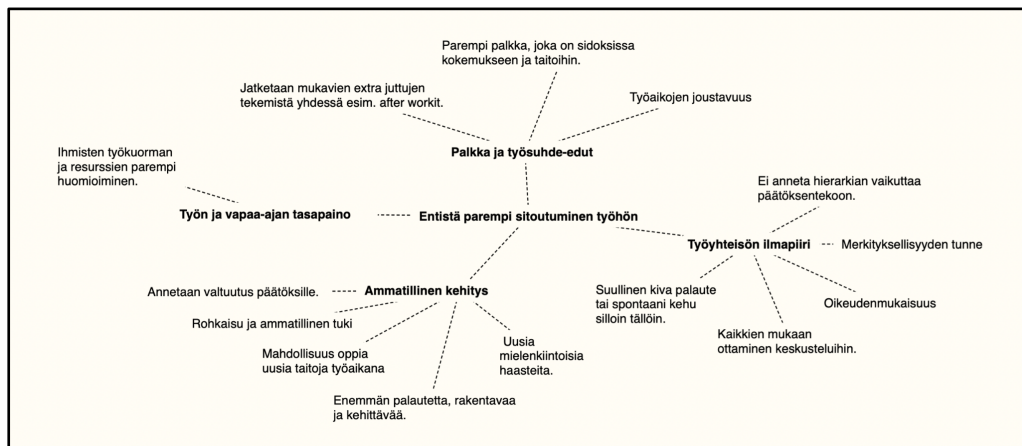 Parempi palkka, joka on sidoksissa
kokemukseen ja taitoihin.
Jatketaan mukavien extra juttujen
tekemistä yhdessä esim. after workit.
Työaikojen joustavuus
Palkka ja työsuhde-edut
Ihmisten työkuorman
ja resurssien parempi
huomioiminen.
Työn ja vapaa-ajan tasapaino
Entistä parempi sitoutuminen työhön
Ei anneta hierarkian vaikuttaa
päätöksentekoon.
Työyhteisön ilmapiiri
Merkityksellisyyden tunne
Suullinen kiva palaute
tai spontaani kehu
silloin tällöin.
Oikeudenmukaisuus
Kaikkien mukaan
ottaminen keskusteluihin.
Ammatillinen kehitys
Annetaan valtuutus päätöksille.
Rohkaisu ja ammatillinen tuki
Mahdollisuus oppia
uusia taitoja työaikana
Uusia
mielenkiintoisia
haasteita.
Enemmän palautetta, rakentavaa
ja kehittävää.